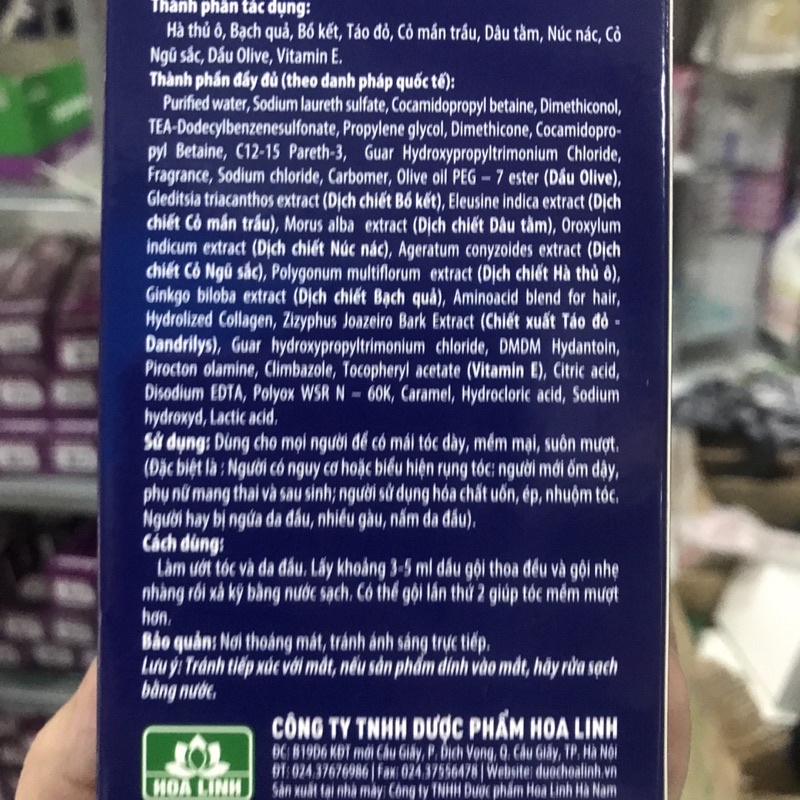 Thành phần tác dụng:
Hà thủ ô, Bạch quả, Bồ kết, Táo đỏ, Cỏ mần trầu, Dâu tằm, Núc nác, Cỏ
Ngũ sắc, Dầu Olive, Vitamin E.
Thành phần đầy đủ (theo danh pháp quốc tế):
Purified water, Sodium laureth sulfate, Cocamidopropyl betaine, Dimethiconol,
TEA-Dodecylbenzenesulfonate, Propylene glycol, Dimethicone, Cocamidopro-
pyl Betaine, C12-15 Pareth-3, Guar Hydroxypropyltrimonium Chloride,
Fragrance, Sodium chloride, Carbomer, Olive oil PEG – 7 ester (Dầu Olive),
Gleditsia triacanthos extract (Dịch chiết Bồ kết), Eleusine indica extract (Dịch
chiết Cỏ mần trầu), Morus alba extract (Dịch chiết Dâu tằm), Oroxylum
indicum extract (Dịch chiết Núc nác), Ageratum conyzoides extract (Dịch
chiết Cỏ Ngũ sắc), Polygonum multiflorum extract (Dịch chiết Hà thủ ô),
Ginkgo biloba extract (Dịch chiết Bạch quả), Aminoacid blend for hair,
Hydrolized Collagen, Zizyphus Joazeiro Bark Extract (Chiết xuất Táo đỏ -
Dandrilys), Guar hydroxypropyltrimonium chloride, DMDM Hydantoin,
Pirocton olamine, Climbazole, Tocopheryl acetate (Vitamin E), Citric acid,
Disodium EDTA, Polyox WSR N – 60K, Caramel, Hydrocloric acid, Sodium
hydroxyd, Lactic acid.
Sử dụng: Dùng cho mọi người để có mái tóc dày, mềm mại, suôn mượt.
(Đặc biệt là : Người có nguy cơ hoặc biểu hiện rụng tóc: người mới ốm dậy,
phụ nữ mang thai và sau sinh; người sử dụng hóa chất uốn, ép, nhuộm tóc.
Người hay bị ngứa da đầu, nhiều gàu, nấm da đầu).
Cách dùng:
Làm ướt tóc và da đầu. Lấy khoảng 3-5 ml dầu gội thoa đều và gội nhẹ
nhàng rồi xả kỹ bằng nước sạch. Có thể gội lần thứ 2 giúp tóc mềm mượt
hơn.
Bảo quản: Nơi thoáng mát, tránh ánh sáng trực tiếp.
Lưu ý: Tránh tiếp xúc với mắt, nếu sản phẩm dính vào mắt, hãy rửa sạch
bằng nước.
CÔNG TY TNHH DƯỢC PHẨM HOA LINH
ĐC: B19D6 KĐT mới Cầu Giấy, P. Dịch Vọng, Q. Cầu Giấy, TP. Hà Nội
ĐT: 024.37676986 | Fax: 024.37556478 | Website: duochoalinh.vn
HOA LINH
Sản xuất tại nhà máy: Công ty TNHH Dược phẩm Hoa Linh Hà Nam